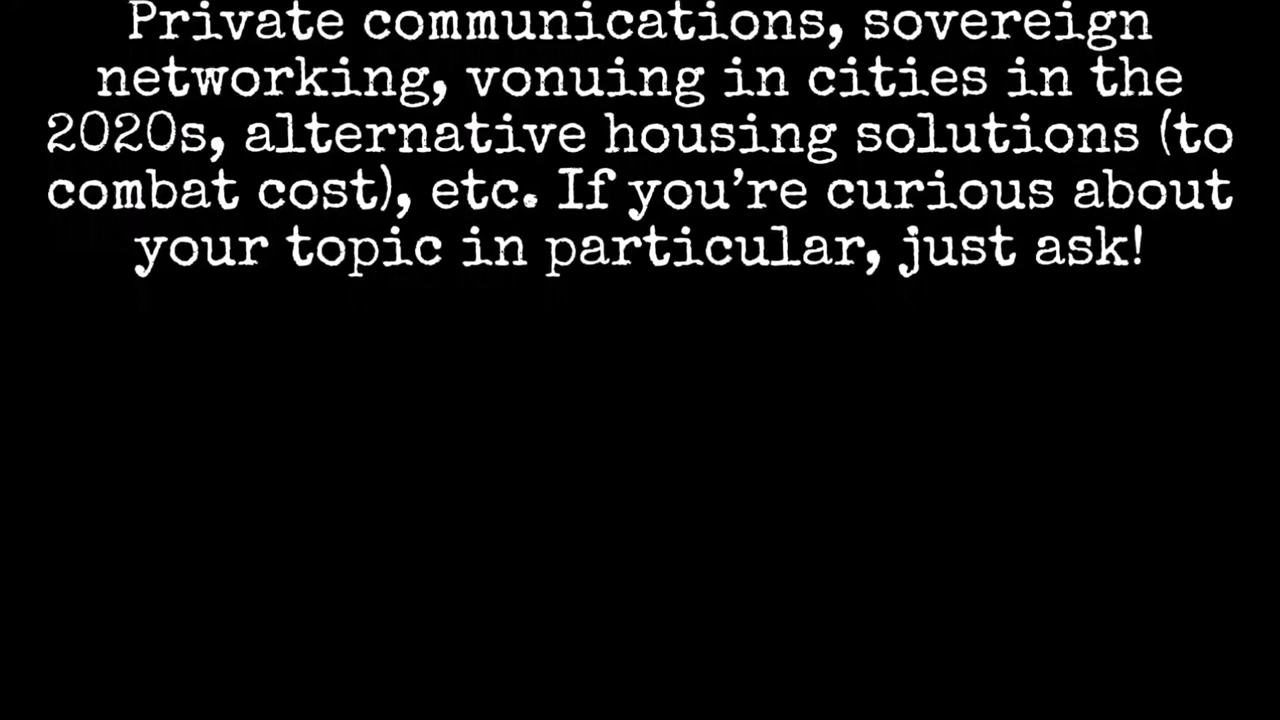 Private communications, sovereign
networking, vonuing in cities in the
2020s, alternative housing solutions (to
combat cost), etc. If you’re curious about
your topic in particular, just ask!